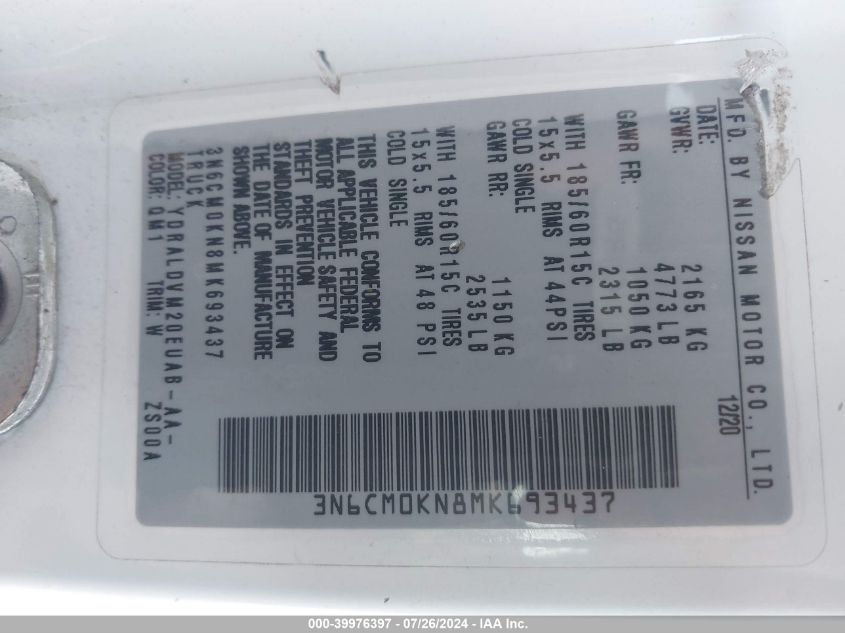 MFD. BY NISSAN MOTOR CO., LTD.
DATE: 12/20
GVWR: 2165 KG
4773LB
GAWR FR: 1050 KG
2315 LB
WITH 185/60R15C TIRES
15x5.5 RIMS AT 44PSI
COLD SINGLE
GAWR RR: 1150 KG
2535 LB
WITH 185/60R15C TIRES
15x5.5 RIMS AT 48 PSI
COLD SINGLE
THIS VEHICLE CONFORMS TO
ALL APPLICABLE FEDERAL
MOTOR VEHICLE SAFETY AND
THEFT PREVENTION
STANDARDS IN EFFECT ON
THE DATE OF MANUFACTURE
SHOWN ABOVE.
3N6CM0KN8MK693437
TRUCK
MODEL: YDRALDVM20EUAB-AA-
ZS00A
COLOR: QM1 TRIM: W
3N6CM0KN8MK693437
000-39976397 - 07/26/2024 - IAA Inc.